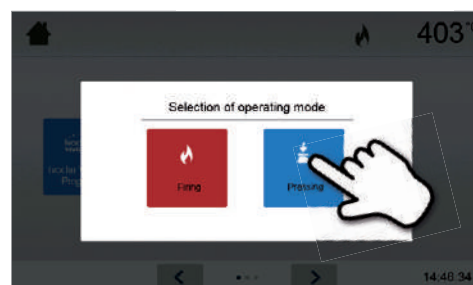 403°
Selection of operating mode
Firing
Pressing
14:46:34